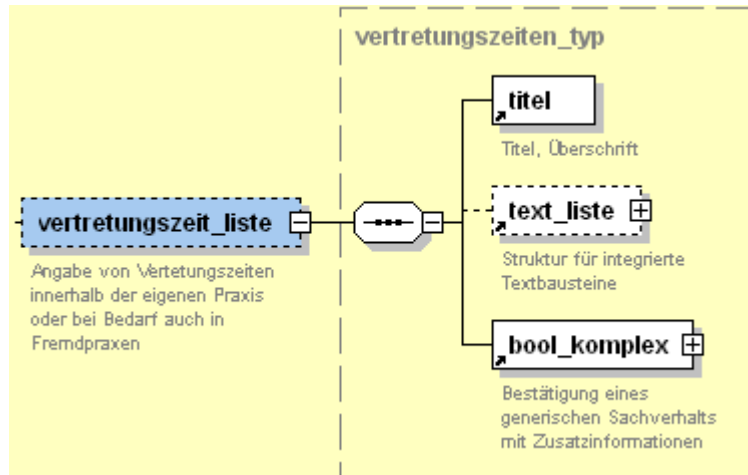 vertretungszeiten_typ
titel
Titel, Überschrift
vertretungszeit_liste
Angabe von Vertetungszeiten
innerhalb der eigenen Praxis
oder bei Bedarf auch in
Fremdpraxen
text_liste
Struktur für integrierte
Textbausteine
bool_komplex
Bestätigung eines
generischen Sachverhalts
mit Zusatzinformationen